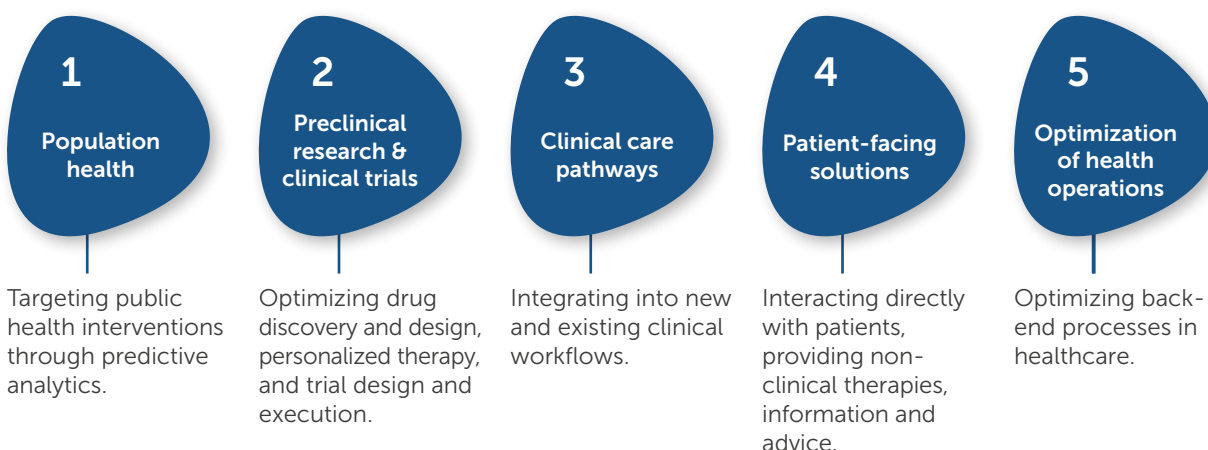 1
Population
health
Targeting public
health interventions
through predictive
analytics.
2
Preclinical
research &
clinical trials
Optimizing drug
discovery and design,
personalized therapy,
and trial design and
execution.
3
Clinical care
pathways
Integrating into new
and existing clinical
workflows.
4
Patient-facing
solutions
Interacting directly
with patients,
providing non-
clinical therapies,
information and
advice.
5
Optimization
of health
operations
Optimizing back-
end processes in
healthcare.